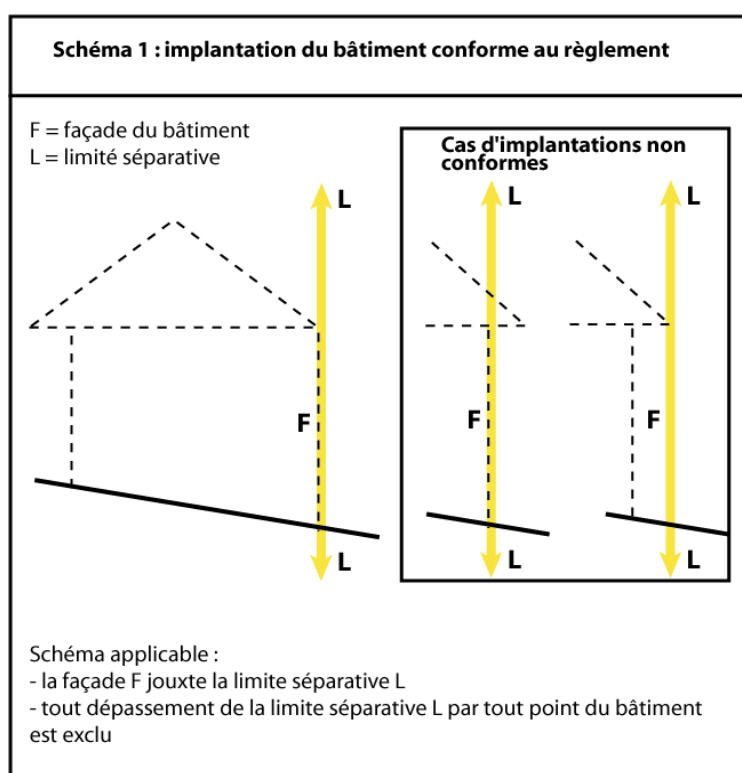 Schéma 1 : implantation du bâtiment conforme au règlement
F = façade du bâtiment
L = limité séparative
Cas d'implantations non
conformes
L
L
L
F
F
F
L
L
L
Schéma applicable :
- la façade F jouxte la limite séparative L
- tout dépassement de la limite séparative L par tout point du bâtiment
est exclu